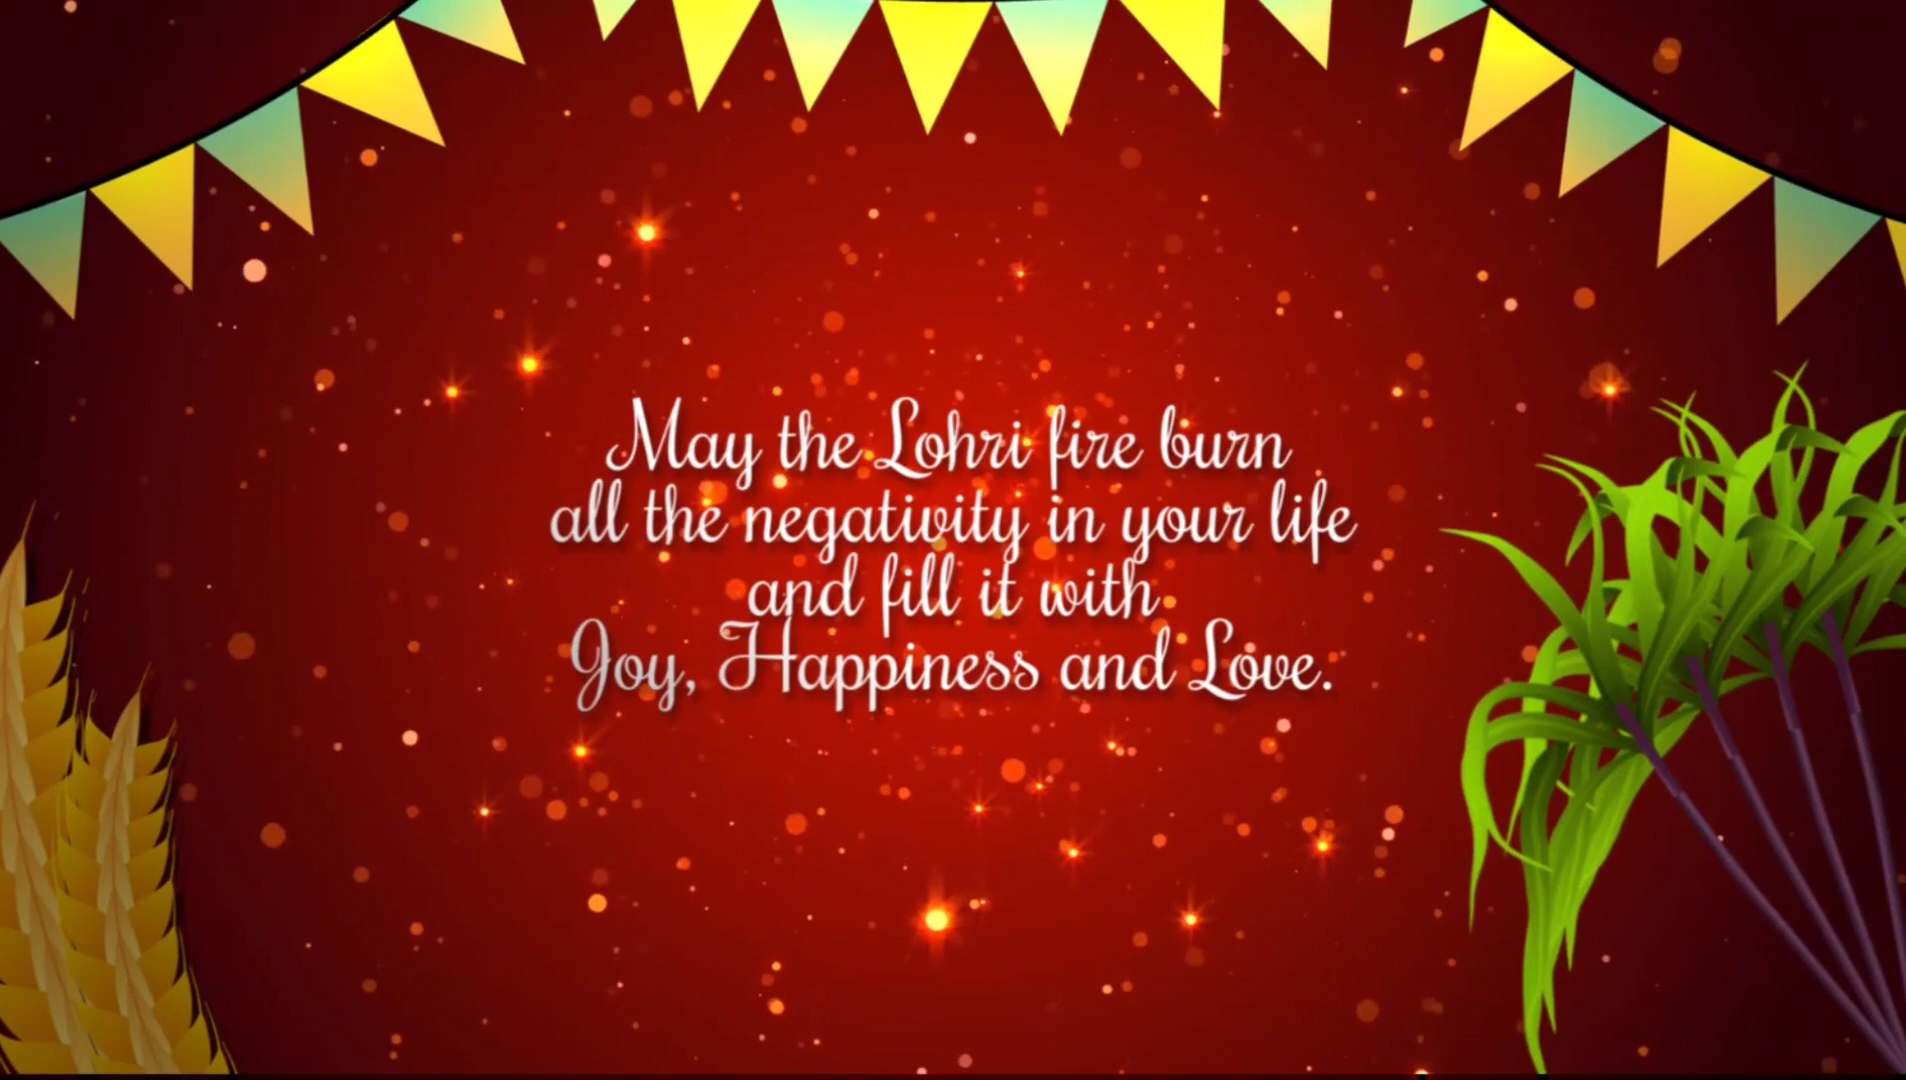 May the Lohri fire burn
all the negativity in your life
and fill it with
Joy, Happiness and Love.